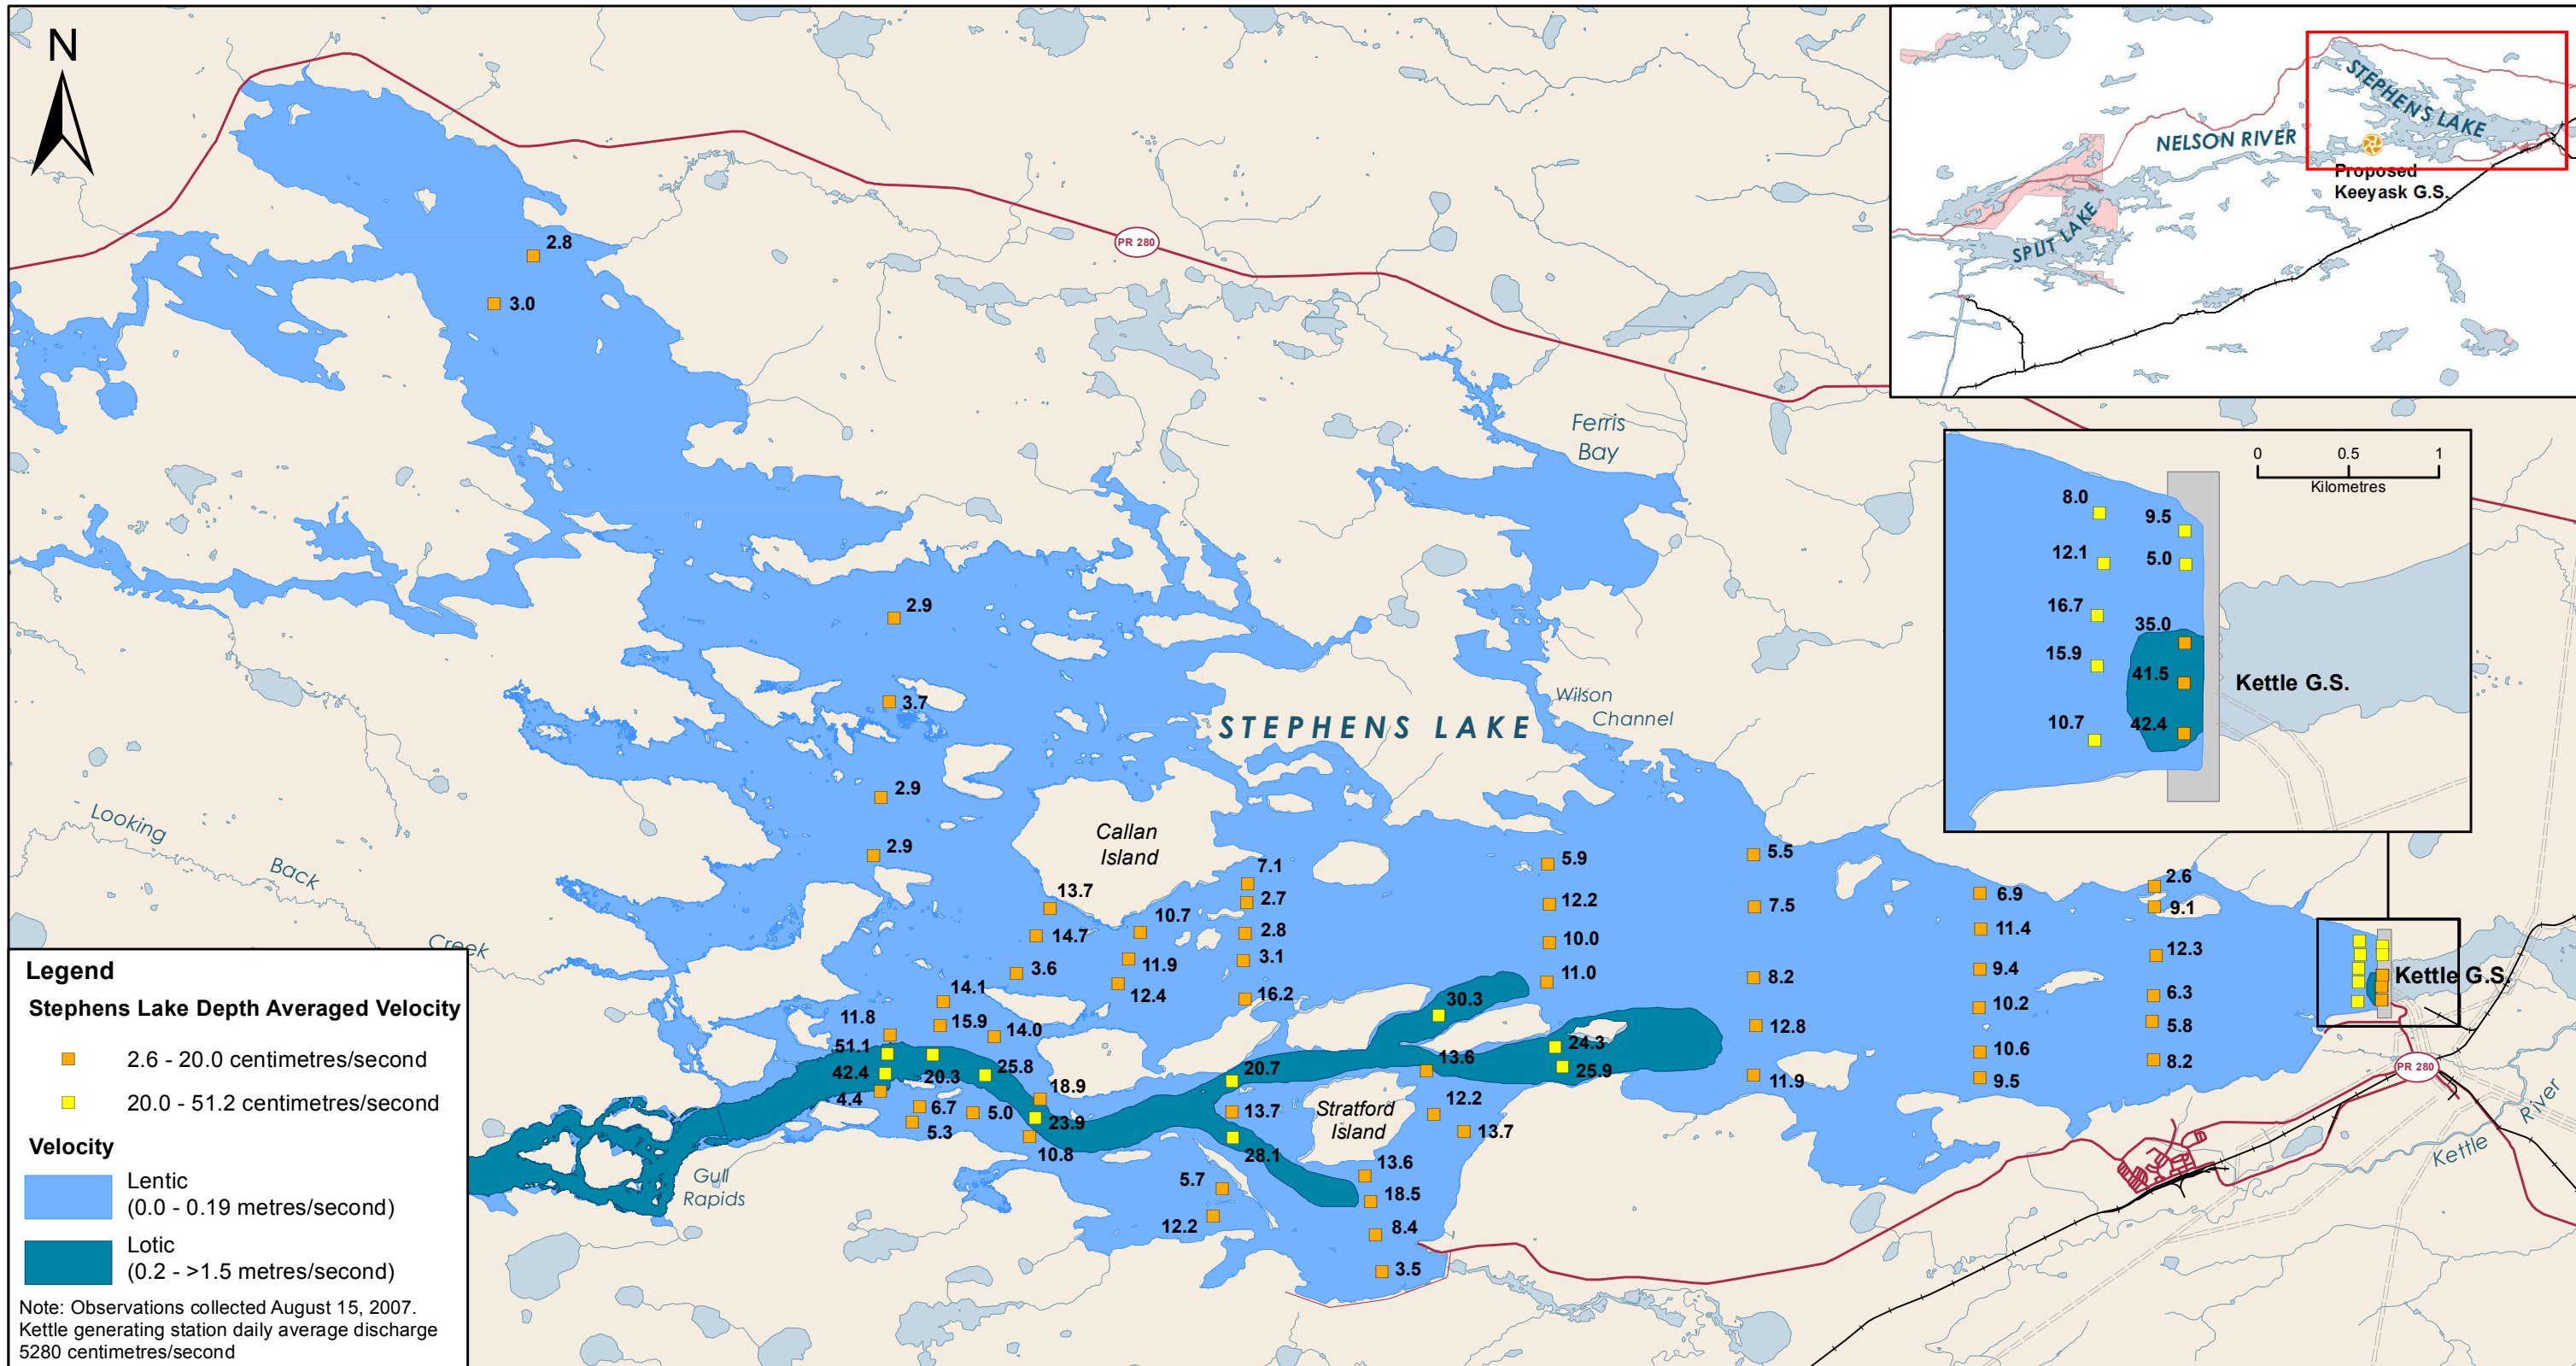 N
2.8
3.0
PR 280
Ferris
Bay
2.9
3.7
STEPHENS LAKE
Wilson
Channel
2.9
2.9
Callan
Island
Looking
Back
Creek
13.7
14.7
3.6
10.7
11.9
12.4
7.1
2.7
2.8
3.1
16.2
5.9
12.2
10.0
11.0
5.5
7.5
8.2
12.8
11.9
6.9
11.4
9.4
10.2
10.6
9.5
2.6
9.1
12.3
6.3
5.8
8.2
14.1
15.9
14.0
11.8
51.1
42.4
4.4
20.3
25.8
6.7
5.3
5.0
18.9
23.9
10.8
20.7
13.7
28.1
5.7
12.2
30.3
13.6
24.3
25.9
Stratford
Island
12.2
13.7
13.6
18.5
8.4
3.5
Gull
Rapids
Kettle G.S.
PR 280
Kettle
River
STEPHENS LAKE
NELSON RIVER
Proposed
Keeyask G.S.
SPLIT LAKE
0 0.5 1
Kilometres
8.0
9.5
12.1
5.0
16.7
35.0
15.9
41.5
10.7
42.4
Kettle G.S.
Legend
Stephens Lake Depth Averaged Velocity
2.6 - 20.0 centimetres/second
20.0 - 51.2 centimetres/second
Velocity
Lentic
(0.0 - 0.19 metres/second)
Lotic
(0.2 - >1.5 metres/second)
Note: Observations collected August 15, 2007.
Kettle generating station daily average discharge
5280 centimetres/second